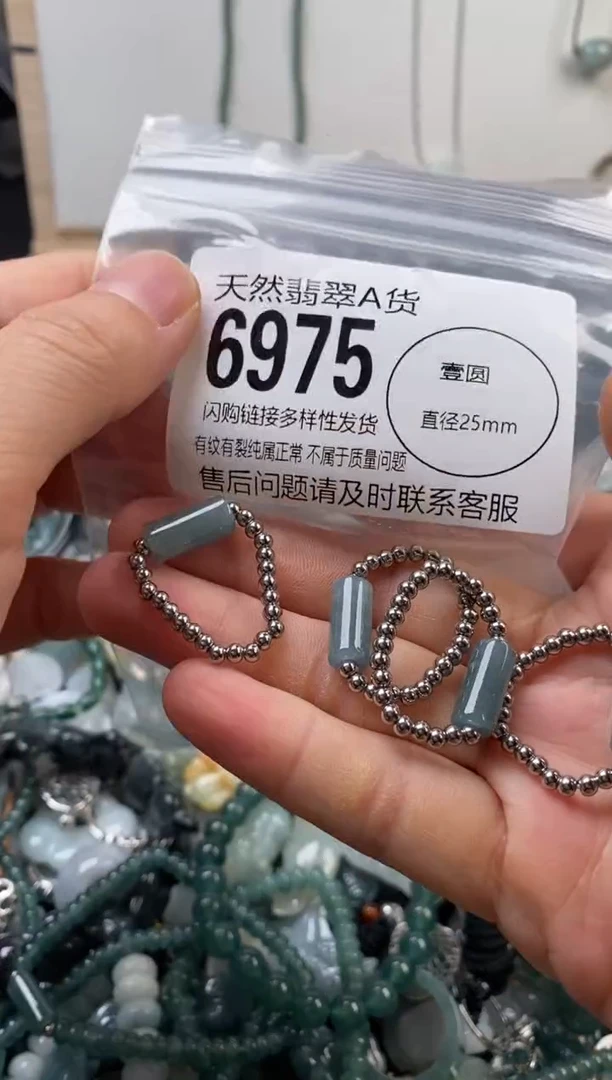 天然翡翠A货
6975
壹圆
直径25mm
闪购链接多样性发货
有纹有裂纯属正常 不属于质量问题
售后问题请及时联系客服